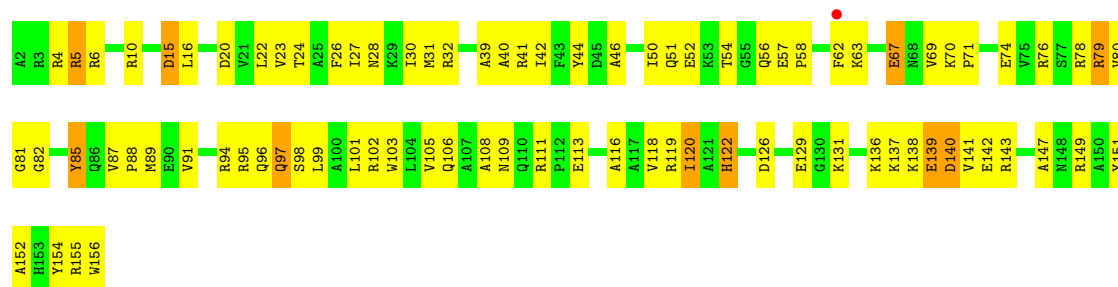 A2 R3 R4 R5 R6 R10 D15 L16 D20 V21 L22 V23 T24 A25 F26 I27 N28 K29 I30 M31 R32 A39 A40 R41 I42 F43 Y44 D45 A46 I50 Q51 E52 K53 T54 G55 Q56 E57 P58 F62 K63 E67 N68 V69 K70 P71 E74 V75 R76 S77 R78 R79 V80
G81 G82 Y85 Q86 V87 P88 M89 E90 V91 R94 R95 Q96 Q97 S98 L99 A100 L101 R102 W103 L104 V105 Q106 A107 A108 N109 Q110 R111 P112 E113 A116 A117 V118 R119 I120 A121 H122 D126 E129 G130 K131 K136 K137 K138 E139 D140 V141 E142 R143 A147 N148 R149 A150 Y151
A152 H153 Y154 R155 W156